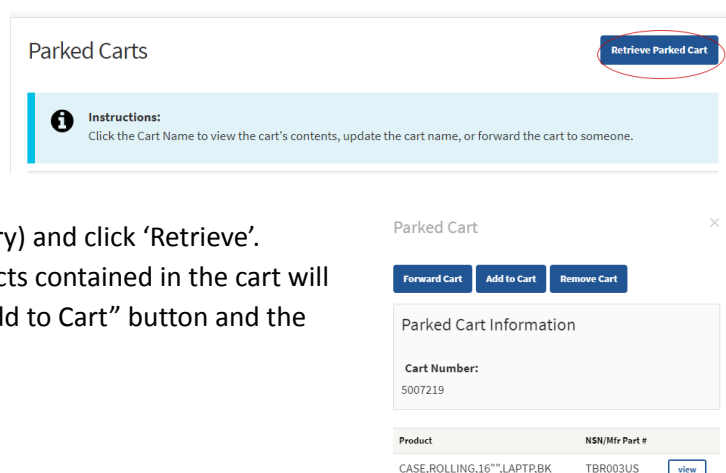 Parked Carts
Retrieve Parked Cart
Instructions:
Click the Cart Name to view the cart's contents, update the cart name, or forward the cart to someone.
ry) and click ‘Retrieve’.
cts contained in the cart will
dd to Cart” button and the
Parked Cart
Forward Cart Add to Cart Remove Cart
Parked Cart Information
Cart Number:
5007219
Product NSN/Mfr Part #
CASE,ROLLING,16"",LAPTP,BK TBR003US view